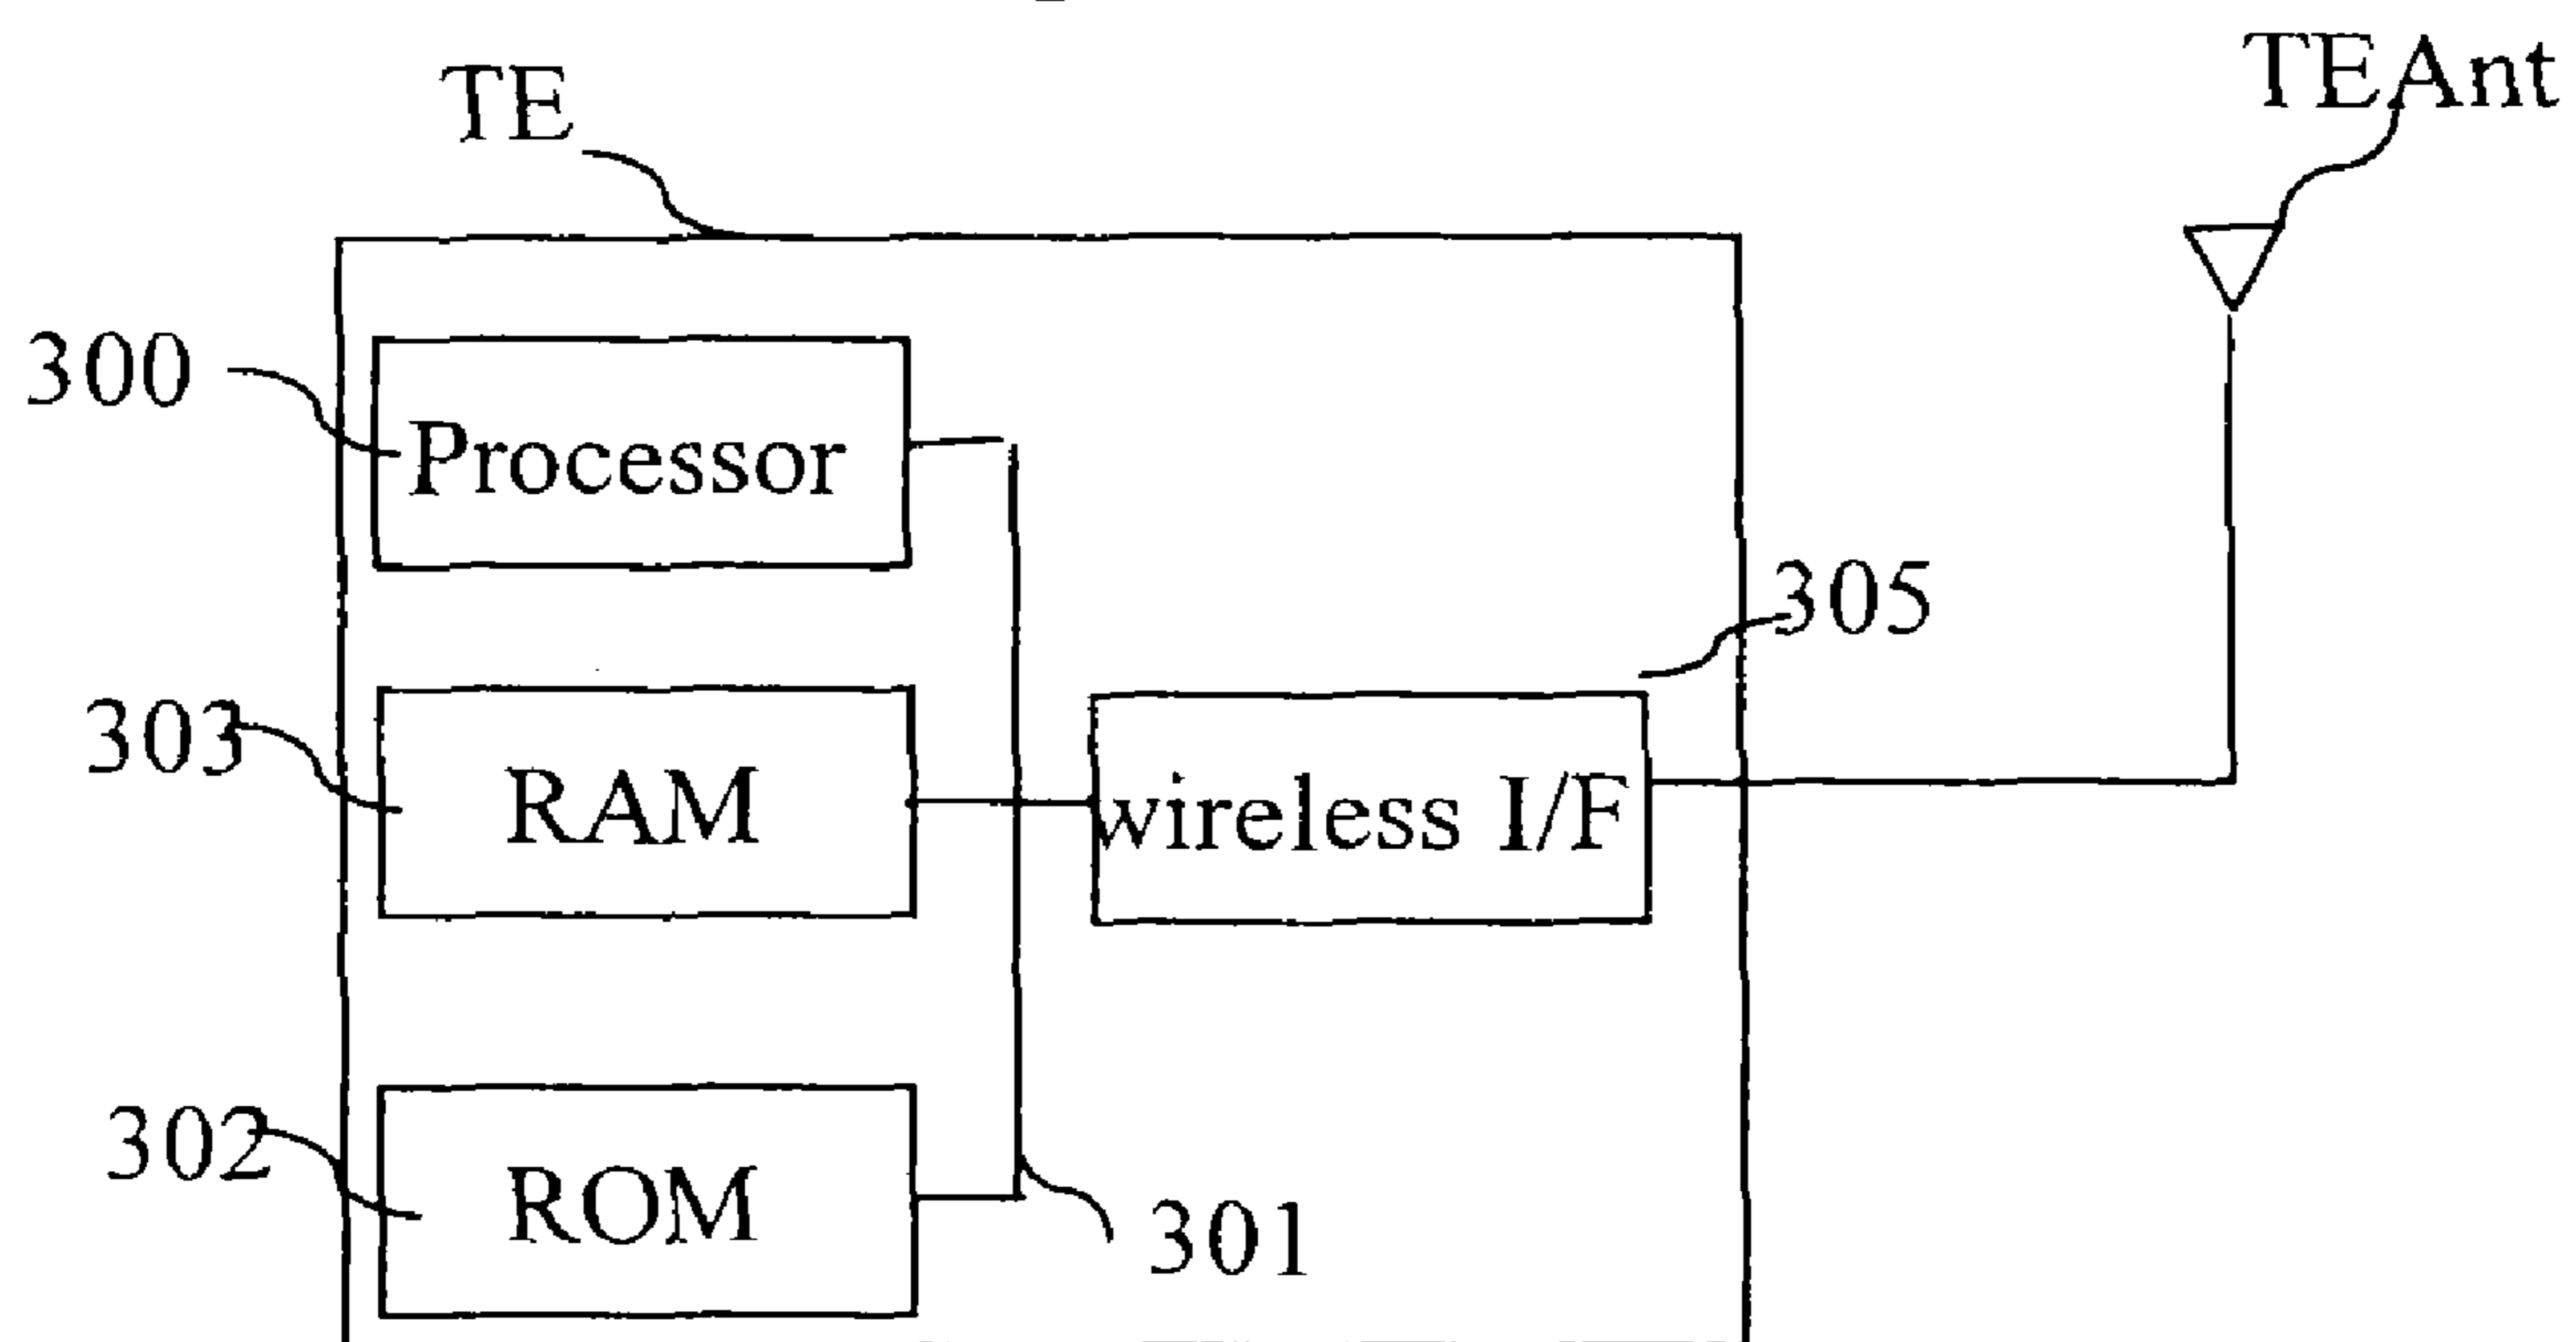 TE
TEAnt
300
Processor
305
303
RAM
wireless I/F
302
ROM
301